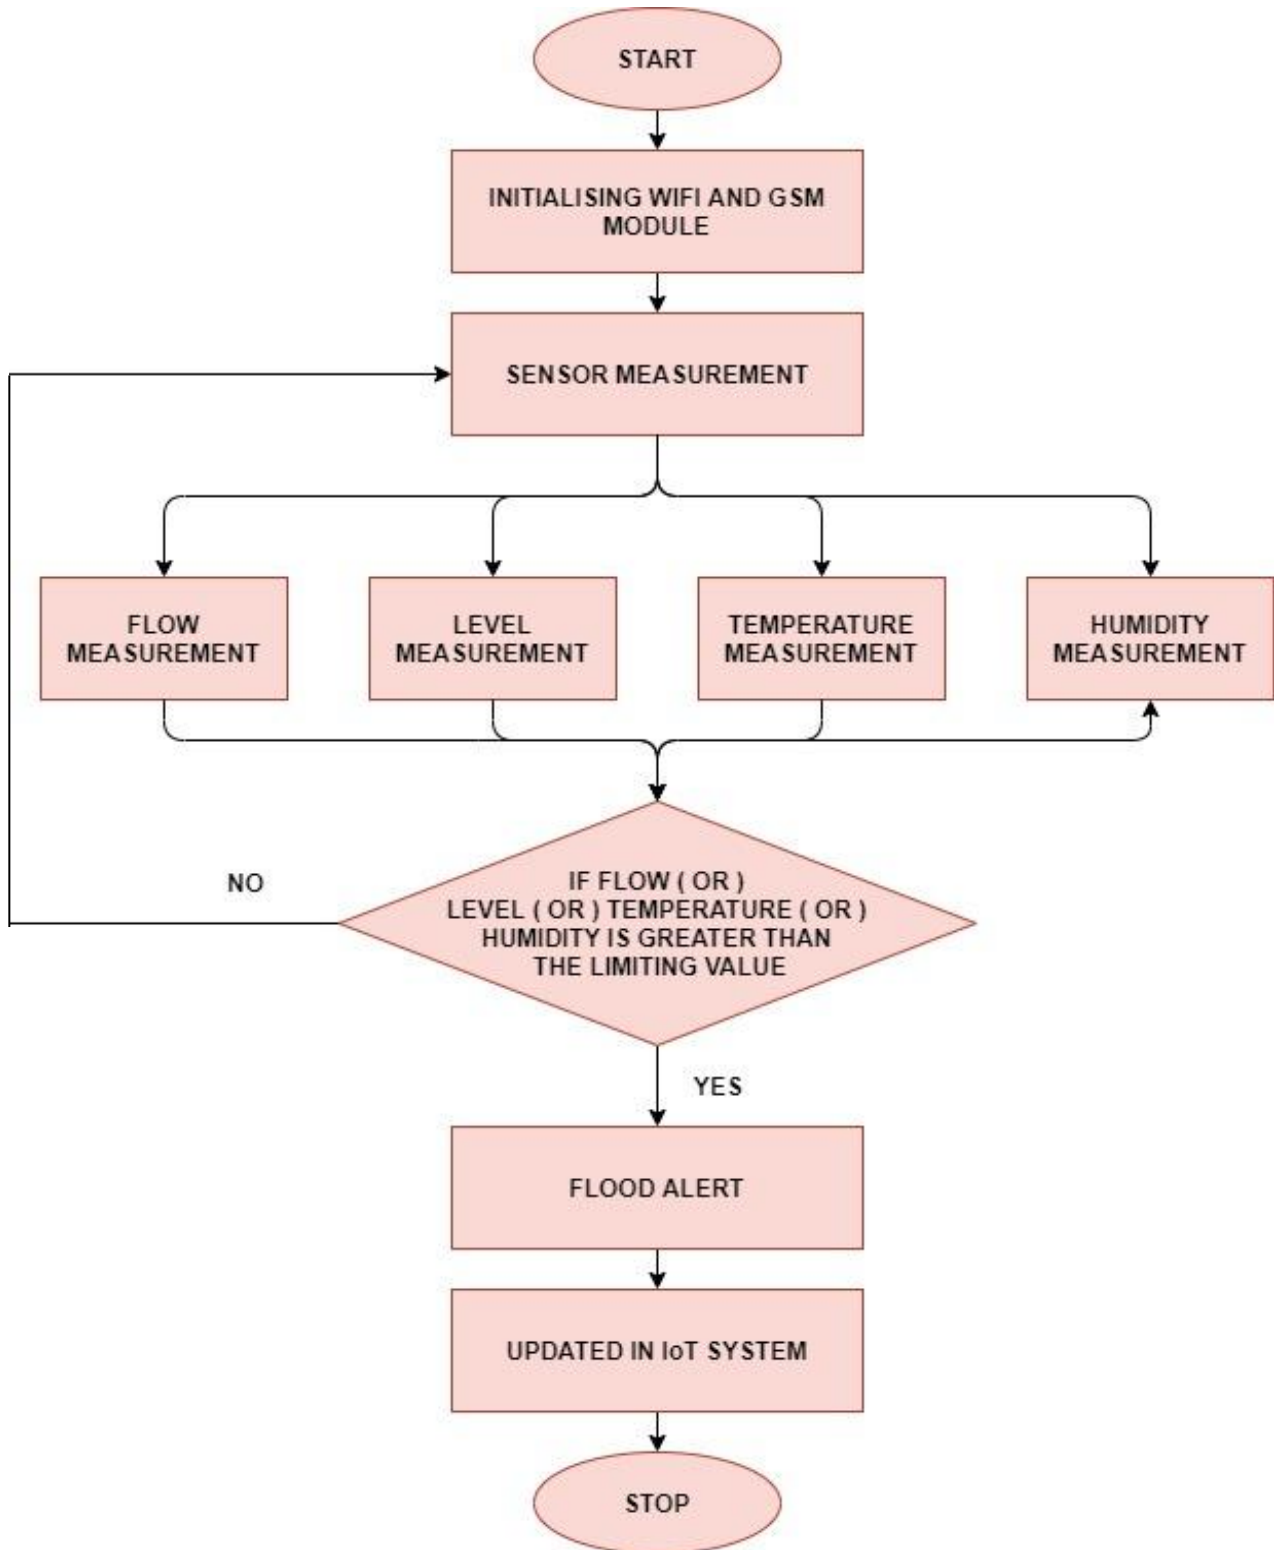 START
INITIALISING WIFI AND GSM
MODULE
SENSOR MEASUREMENT
FLOW
MEASUREMENT
LEVEL
MEASUREMENT
TEMPERATURE
MEASUREMENT
HUMIDITY
MEASUREMENT
NO
IF FLOW ( OR )
LEVEL ( OR ) TEMPERATURE ( OR )
HUMIDITY IS GREATER THAN
THE LIMITING VALUE
YES
FLOOD ALERT
UPDATED IN IoT SYSTEM
STOP